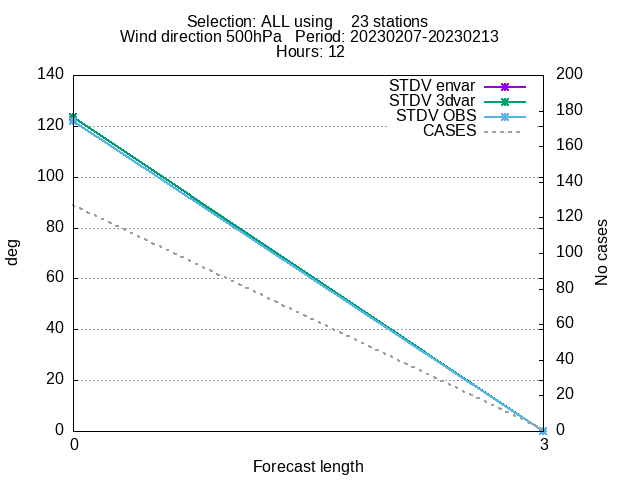 Selection: ALL using    23 stations
Wind direction 500hPa   Period: 20230207-20230213
Hours: 12
140 200
STDV envar
STDV 3dvar
STDV OBS
CASES
180
120 160
100 140
80 120
deg No cases
100
60 80
40 60
40
20 20
0 0
0 3
Forecast length